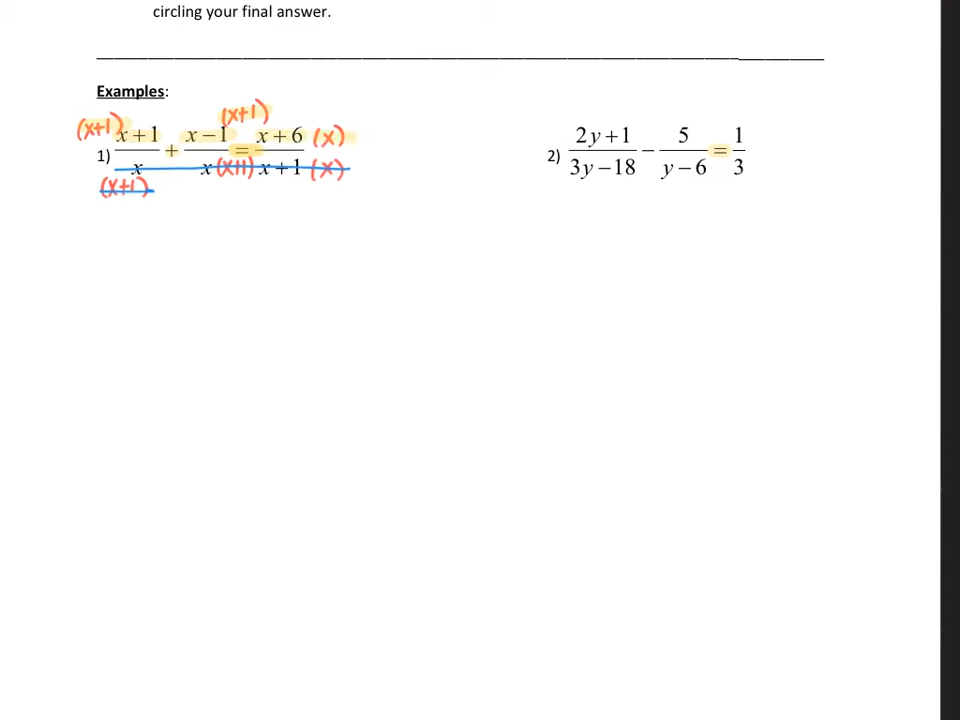 circling your final answer.
Examples:
(x+1) (x+1)
x + 1 x − 1 x + 6 (x) 2y + 1 5 1
1) + = 2) − =
x x (x+1) x + 1 (x) 3y − 18 y − 6 3
(x+1)